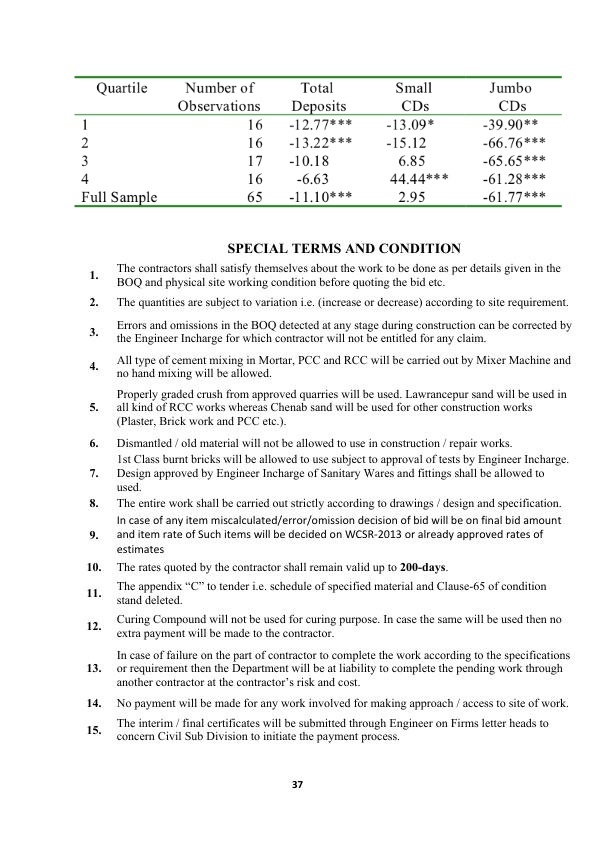 Quartile Number of Total Small Jumbo
Observations Deposits CDs CDs
1 16 -12.77*** -13.09* -39.90**
2 16 -13.22*** -15.12 -66.76***
3 17 -10.18 6.85 -65.65***
4 16 -6.63 44.44*** -61.28***
Full Sample 65 -11.10*** 2.95 -61.77***
SPECIAL TERMS AND CONDITION
1. The contractors shall satisfy themselves about the work to be done as per details given in the
BOQ and physical site working condition before quoting the bid etc.
2. The quantities are subject to variation i.e. (increase or decrease) according to site requirement.
3. Errors and omissions in the BOQ detected at any stage during construction can be corrected by
the Engineer Incharge for which contractor will not be entitled for any claim.
4. All type of cement mixing in Mortar, PCC and RCC will be carried out by Mixer Machine and
no hand mixing will be allowed.
5. Properly graded crush from approved quarries will be used. Lawrancepur sand will be used in
all kind of RCC works whereas Chenab sand will be used for other construction works
(Plaster, Brick work and PCC etc.).
6. Dismantled / old material will not be allowed to use in construction / repair works.
7. 1st Class burnt bricks will be allowed to use subject to approval of tests by Engineer Incharge.
Design approved by Engineer Incharge of Sanitary Wares and fittings shall be allowed to
used.
8. The entire work shall be carried out strictly according to drawings / design and specification.
9. In case of any item miscalculated/error/omission decision of bid will be on final bid amount
and item rate of Such items will be decided on WCSR-2013 or already approved rates of
estimates
10. The rates quoted by the contractor shall remain valid up to 200-days.
11. The appendix “C” to tender i.e. schedule of specified material and Clause-65 of condition
stand deleted.
12. Curing Compound will not be used for curing purpose. In case the same will be used then no
extra payment will be made to the contractor.
13. In case of failure on the part of contractor to complete the work according to the specifications
or requirement then the Department will be at liability to complete the pending work through
another contractor at the contractor’s risk and cost.
14. No payment will be made for any work involved for making approach / access to site of work.
15. The interim / final certificates will be submitted through Engineer on Firms letter heads to
concern Civil Sub Division to initiate the payment process.
37